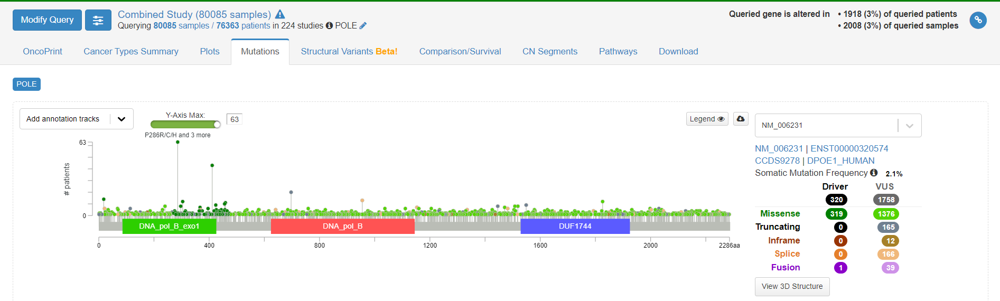 Modify Query
Combined Study (80085 samples)
Querying 80085 samples / 76363 patients in 224 studies POLE
Queried gene is altered in • 1918 (3%) of queried patients
• 2008 (3%) of queried samples
OncoPrint Cancer Types Summary Plots Mutations Structural Variants Beta! Comparison/Survival CN Segments Pathways Download
POLE
Add annotation tracks
Y-Axis Max: 63
Legend
P286R/C/H and 3 more
63
# patients
0
DNA_pol_B_exo1 DNA_pol_B DUF1744
0 400 800 1200 1600 2000 2286aa
NM_006231
NM_006231 | ENST00000320574
CCDS9278 | DPOE1_HUMAN
Somatic Mutation Frequency 2.1%
Driver VUS
320 1758
Missense 319 1376
Truncating 0 165
Inframe 0 12
Splice 0 166
Fusion 1 39
View 3D Structure